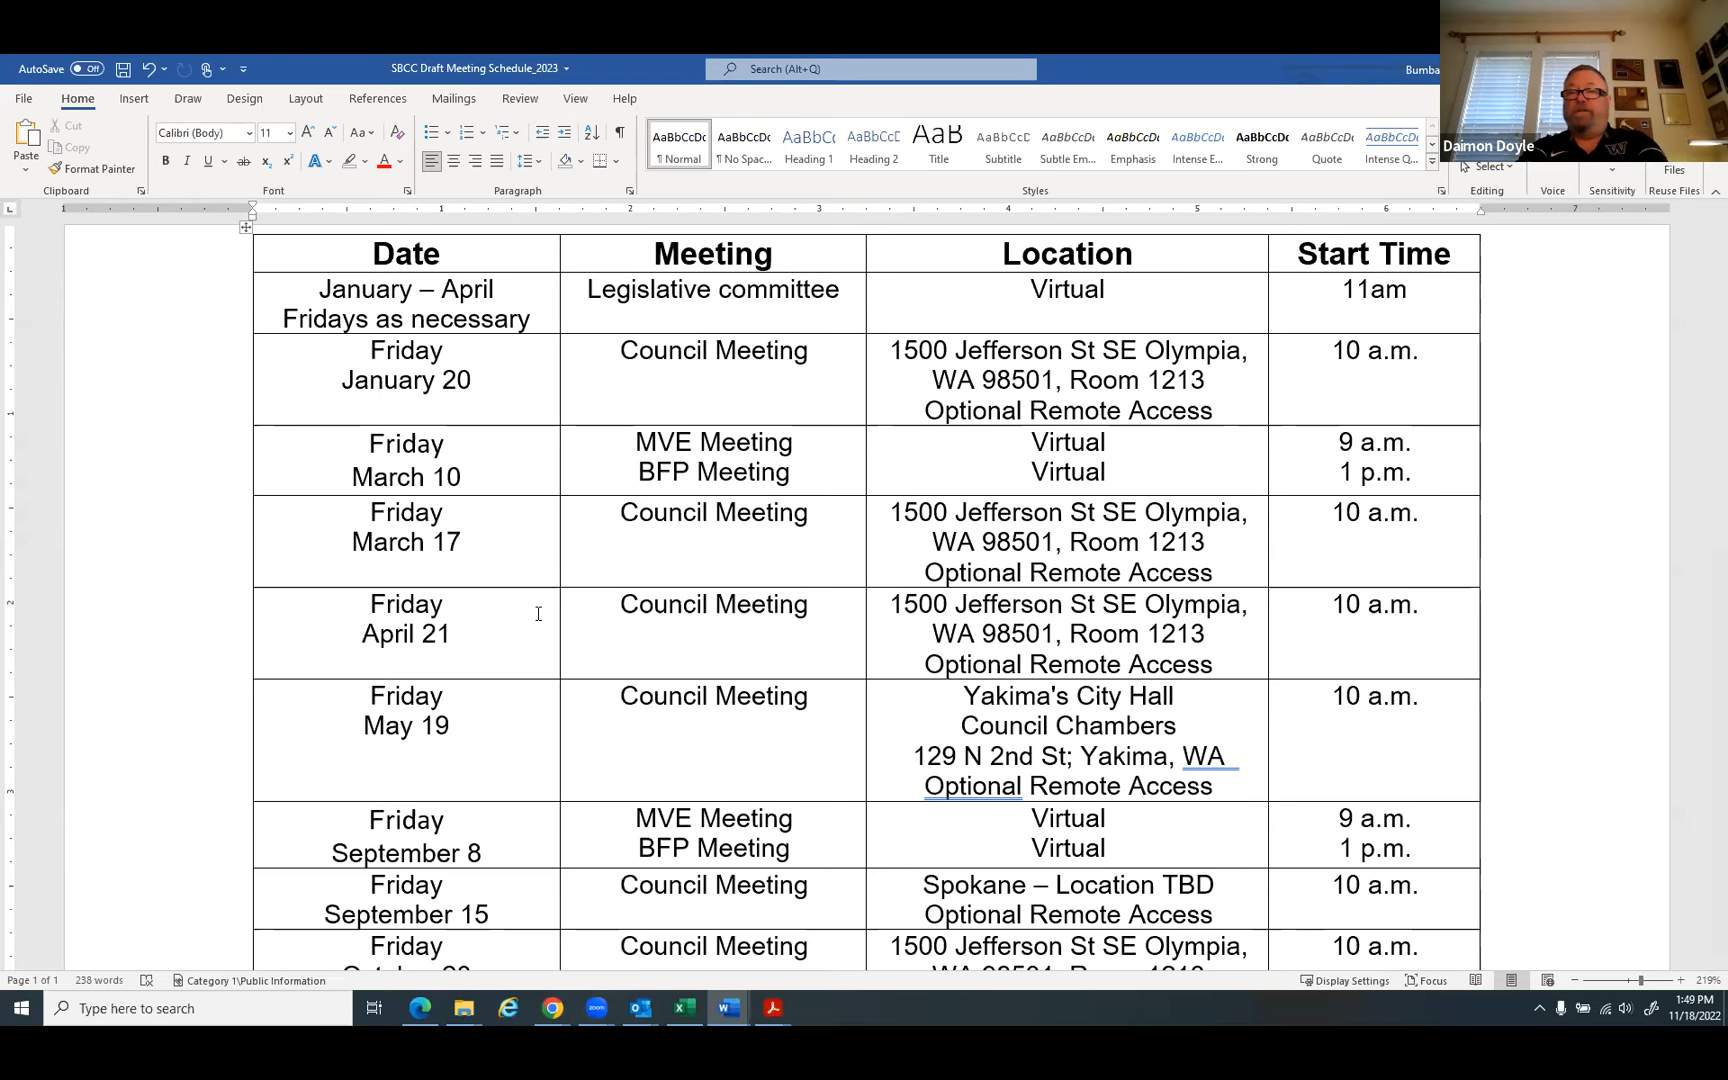 AutoSave Off
SBCC Draft Meeting Schedule_2023
Search (Alt+Q)
Bumba
Daimon Doyle
File Home Insert Draw Design Layout References Mailings Review View Help
Paste
Cut
Copy
Format Painter
Clipboard
Calibri (Body) 11
Font
Paragraph
AaBbCcDc AaBbCcDc AaBbCc AaBbCcC AaB AaBbCcD AaBbCcDc AaBbCcDc AaBbCcDc AaBbCcDc AaBbCcDc AaBbCcDc
¶ Normal ¶ No Spac... Heading 1 Heading 2 Title Subtitle Subtle Em... Emphasis Intense E... Strong Quote Intense Q...
Styles
Select
Editing
Voice
Sensitivity
Files
Reuse Files
1 1 2 3 4 5 6 7
Date Meeting Location Start Time
January – April Legislative committee Virtual 11am
Fridays as necessary
Friday Council Meeting 1500 Jefferson St SE Olympia, 10 a.m.
January 20 WA 98501, Room 1213
Optional Remote Access
Friday MVE Meeting Virtual 9 a.m.
March 10 BFP Meeting Virtual 1 p.m.
Friday Council Meeting 1500 Jefferson St SE Olympia, 10 a.m.
March 17 WA 98501, Room 1213
Optional Remote Access
Friday Council Meeting 1500 Jefferson St SE Olympia, 10 a.m.
April 21 WA 98501, Room 1213
Optional Remote Access
Friday Council Meeting Yakima's City Hall 10 a.m.
May 19 Council Chambers
129 N 2nd St; Yakima, WA
Optional Remote Access
Friday MVE Meeting Virtual 9 a.m.
September 8 BFP Meeting Virtual 1 p.m.
Friday Council Meeting Spokane – Location TBD 10 a.m.
September 15 Optional Remote Access
Friday Council Meeting 1500 Jefferson St SE Olympia, 10 a.m.
Page 1 of 1 238 words Category 1\Public Information Display Settings Focus 219%
Type here to search
1:49 PM
11/18/2022